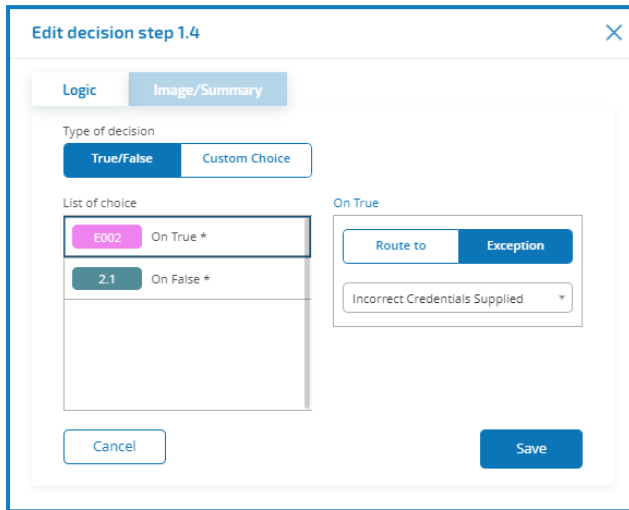 Edit decision step 1.4
Logic
Image/Summary
Type of decision
True/False
Custom Choice
List of choice
E002
On True *
2.1
On False *
On True
Route to
Exception
Incorrect Credentials Supplied
Cancel
Save